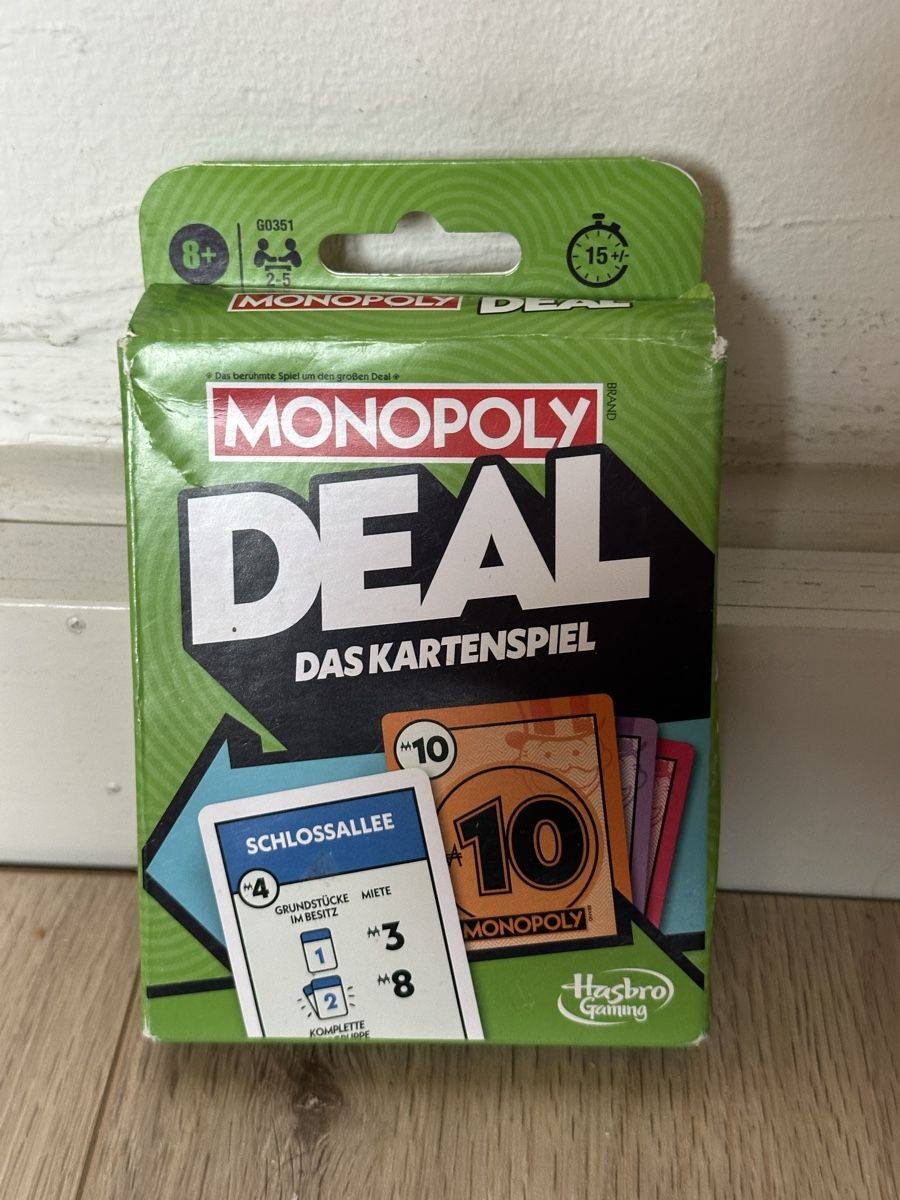 8+
G0351
2-5
15 +/-
MONOPOLY DEAL
Das berühmte Spiel um den großen Deal
MONOPOLY
BRAND
DEAL
DAS KARTENSPIEL
₩10
10
MONOPOLY
BRAND
SCHLOSSALLEE
4
GRUNDSTÜCKE
IM BESITZ
MIETE
1
3
2
8
KOMPLETTE
Hasbro
Gaming